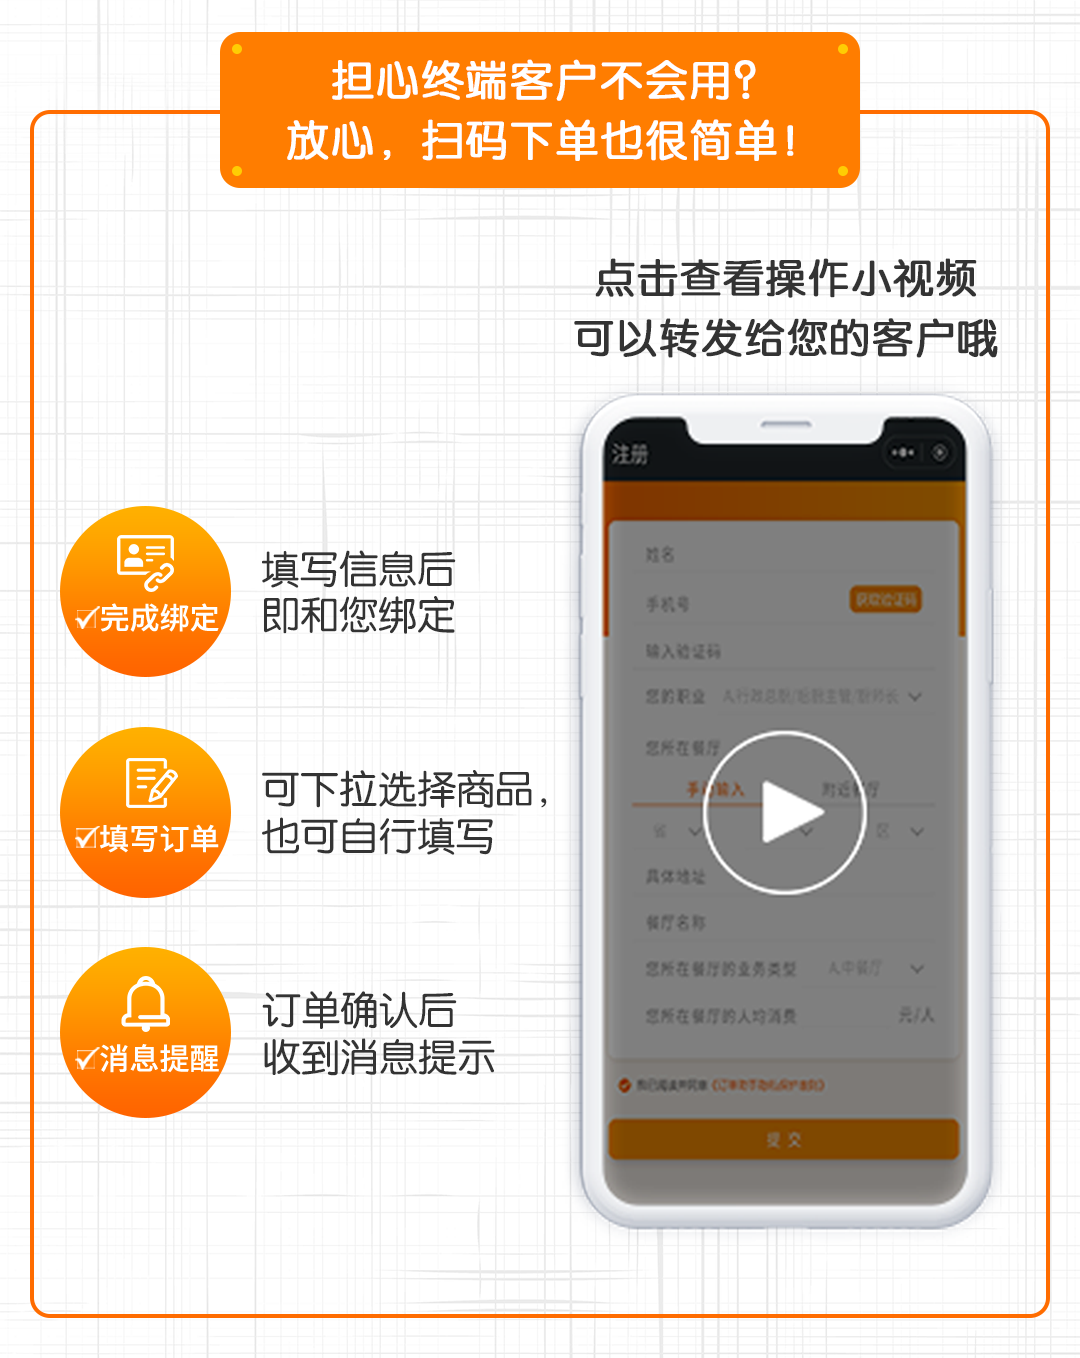 担心终端客户不会用?
放心，扫码下单也很简单!
点击查看操作小视频
可以转发给您的客户哦
完成绑定
填写信息后
即和您绑定
填写订单
可下拉选择商品，
也可自行填写
消息提醒
订单确认后
收到消息提示
注册
姓名
手机号
获取验证码
输入验证码
您的职业
您所在餐厅
手动输入
附近餐厅
省
区
具体地址
餐厅名称
您所在餐厅的业务类型
A.中餐厅
您所在餐厅的人均消费
元/人
提 交